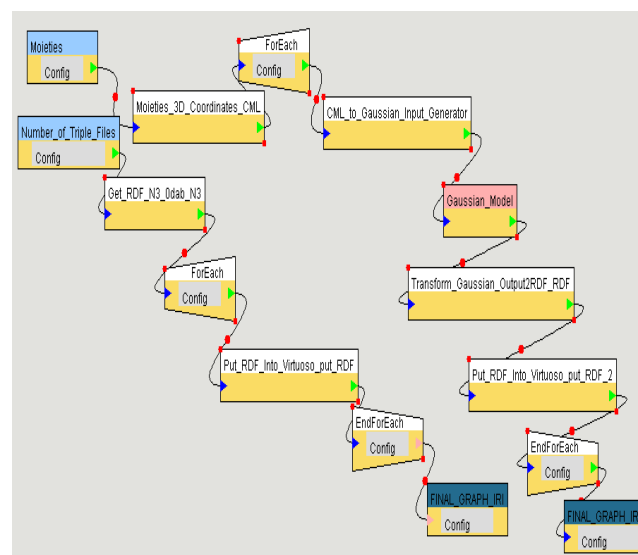 Moieties
Config
ForEach
Config
Moieties_3D_Coordinates_CML
CML_to_Gaussian_Input_Generator
Number_of_Triple_Files
Config
Get_RDF_N3_0dab_N3
Gaussian_Model
ForEach
Config
Transform_Gaussian_Output2RDF_RDF
Put_RDF_Into_Virtuoso_put_RDF
Put_RDF_Into_Virtuoso_put_RDF_2
EndForEach
Config
EndForEach
Config
FINAL_GRAPH_IRI
Config
FINAL_GRAPH_IR
Config